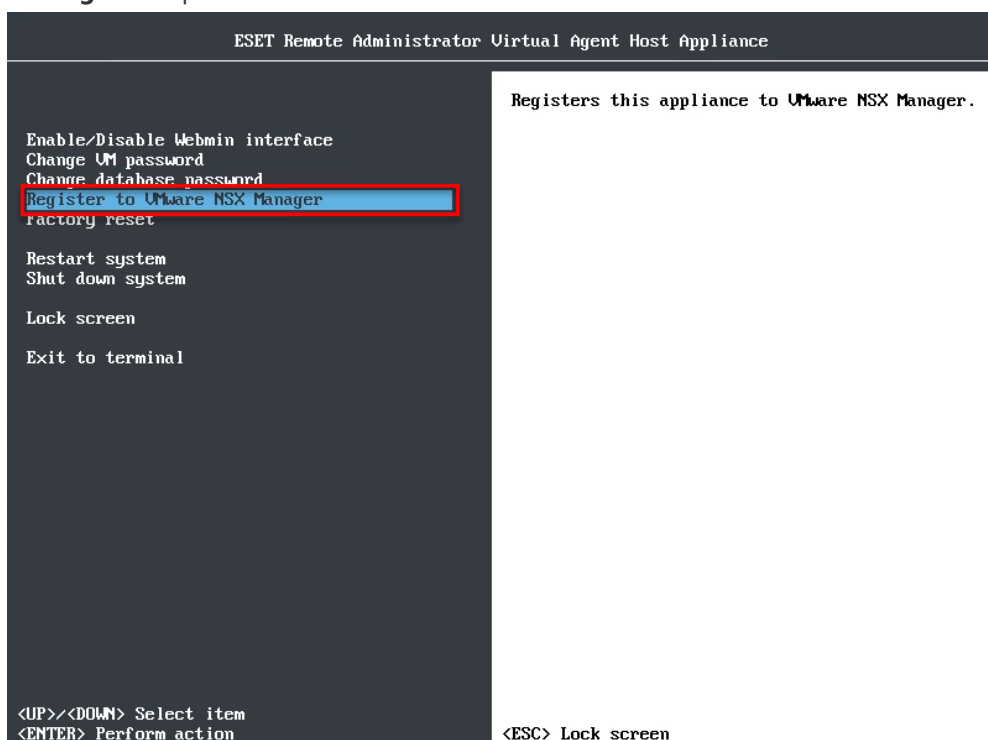 ESET Remote Administrator Virtual Agent Host Appliance
Registers this appliance to VMware NSX Manager.
Enable/Disable Webmin interface
Change VM password
Change database password
Register to VMware NSX Manager
Factory reset
Restart system
Shut down system
Lock screen
Exit to terminal
<UP>/<DOWN> Select item
<ENTER> Perform action
<ESC> Lock screen